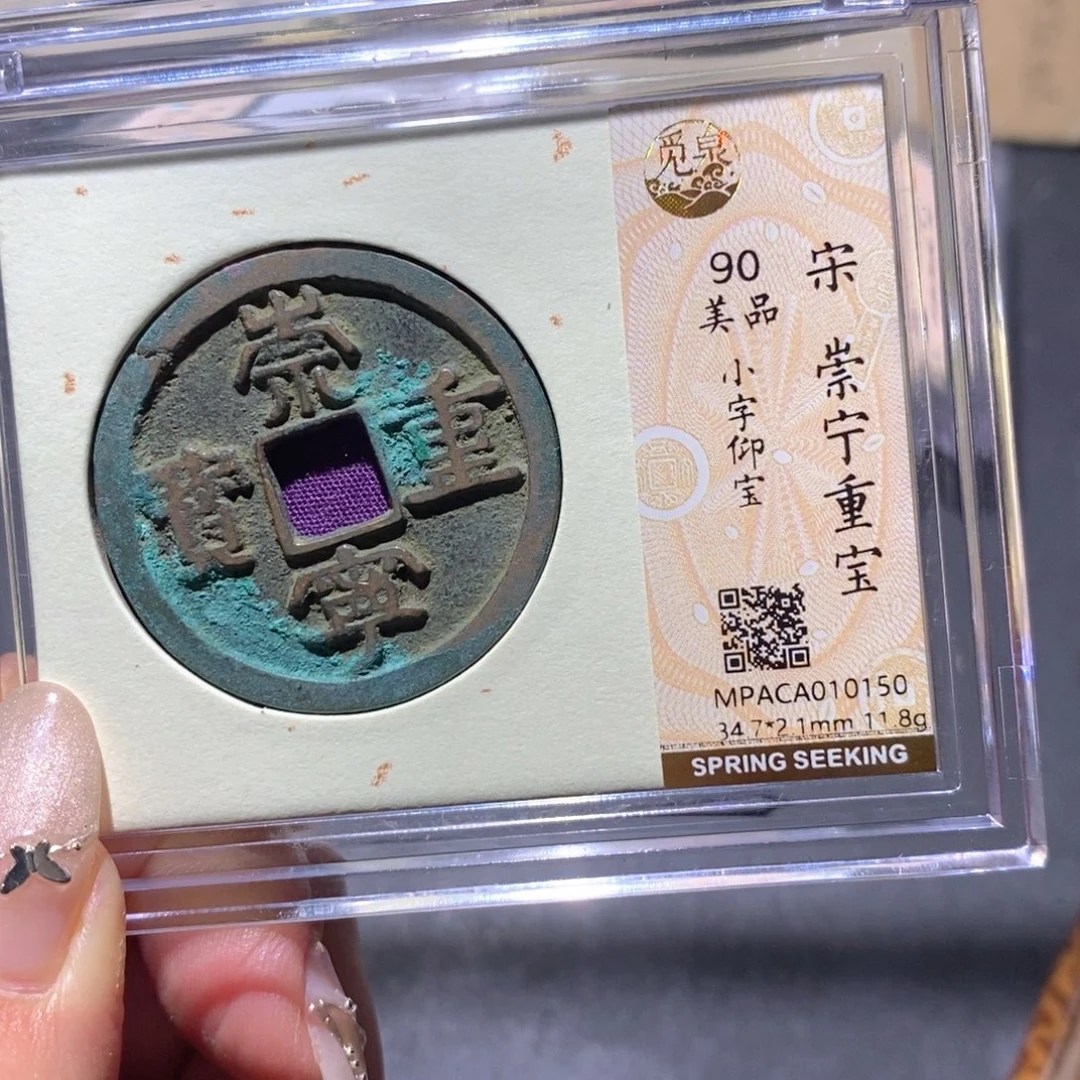 崇
重
寧
寶
觅泉
宋 崇宁重宝
90
美品
小字仰宝
MPACA010150
34.7*2.1mm 11.8g
SPRING SEEKING